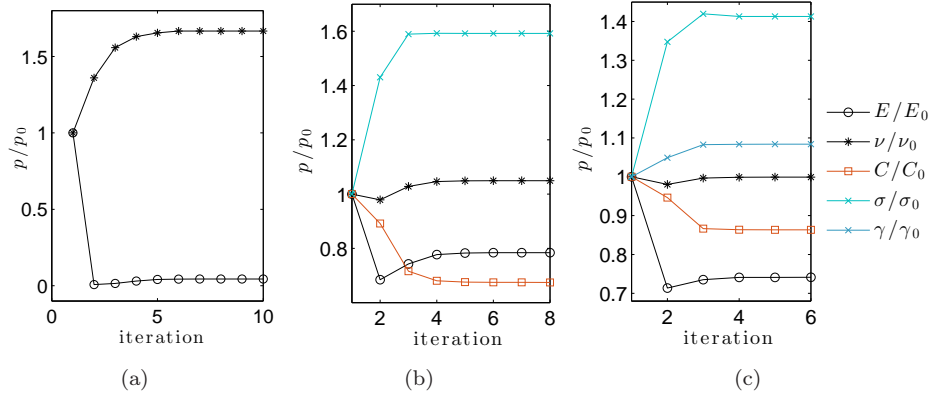 p/p₀
1.5
1
0.5
0
0 5 10
iteration
(a)
p/p₀
1.6
1.4
1.2
1
0.8
2 4 6 8
iteration
(b)
p/p₀
1.4
1.3
1.2
1.1
1.0
0.9
0.8
0.7
2 4 6
iteration
(c)
E/E₀
ν/ν₀
C/C₀
σ/σ₀
γ/γ₀